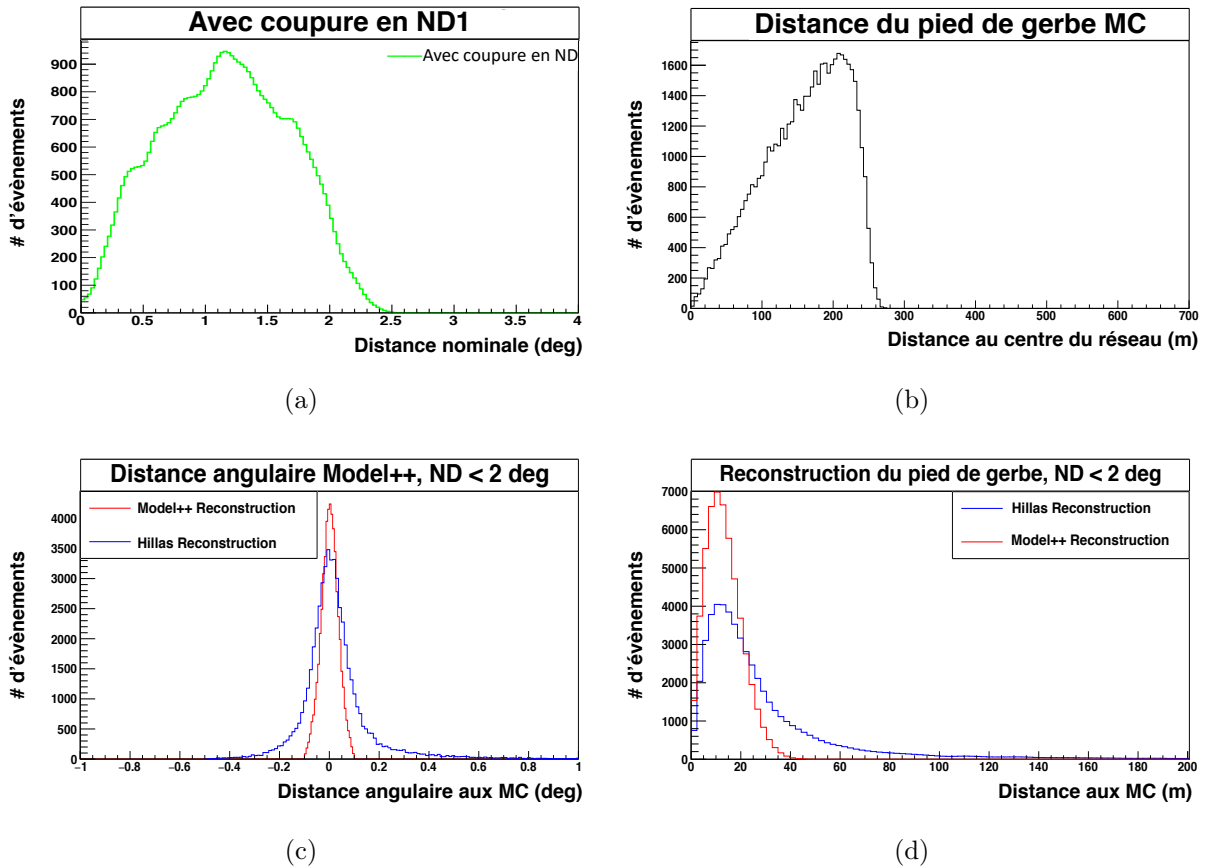 Avec coupure en ND1
Avec coupure en ND
# d'évènements
900
800
700
600
500
400
300
200
100
0
0 0.5 1 1.5 2 2.5 3 3.5 4
Distance nominale (deg)
(a)
Distance du pied de gerbe MC
# d'évènements
1600
1400
1200
1000
800
600
400
200
0
0 100 200 300 400 500 600 700
Distance au centre du réseau (m)
(b)
Distance angulaire Model++, ND < 2 deg
Model++ Reconstruction
Hillas Reconstruction
# d'évènements
4000
3500
3000
2500
2000
1500
1000
500
0
−1 −0.8 −0.6 −0.4 −0.2 0 0.2 0.4 0.6 0.8 1
Distance angulaire aux MC (deg)
(c)
Reconstruction du pied de gerbe, ND < 2 deg
Hillas Reconstruction
Model++ Reconstruction
# d'évènements
7000
6000
5000
4000
3000
2000
1000
0
0 20 40 60 80 100 120 140 160 180 200
Distance aux MC (m)
(d)